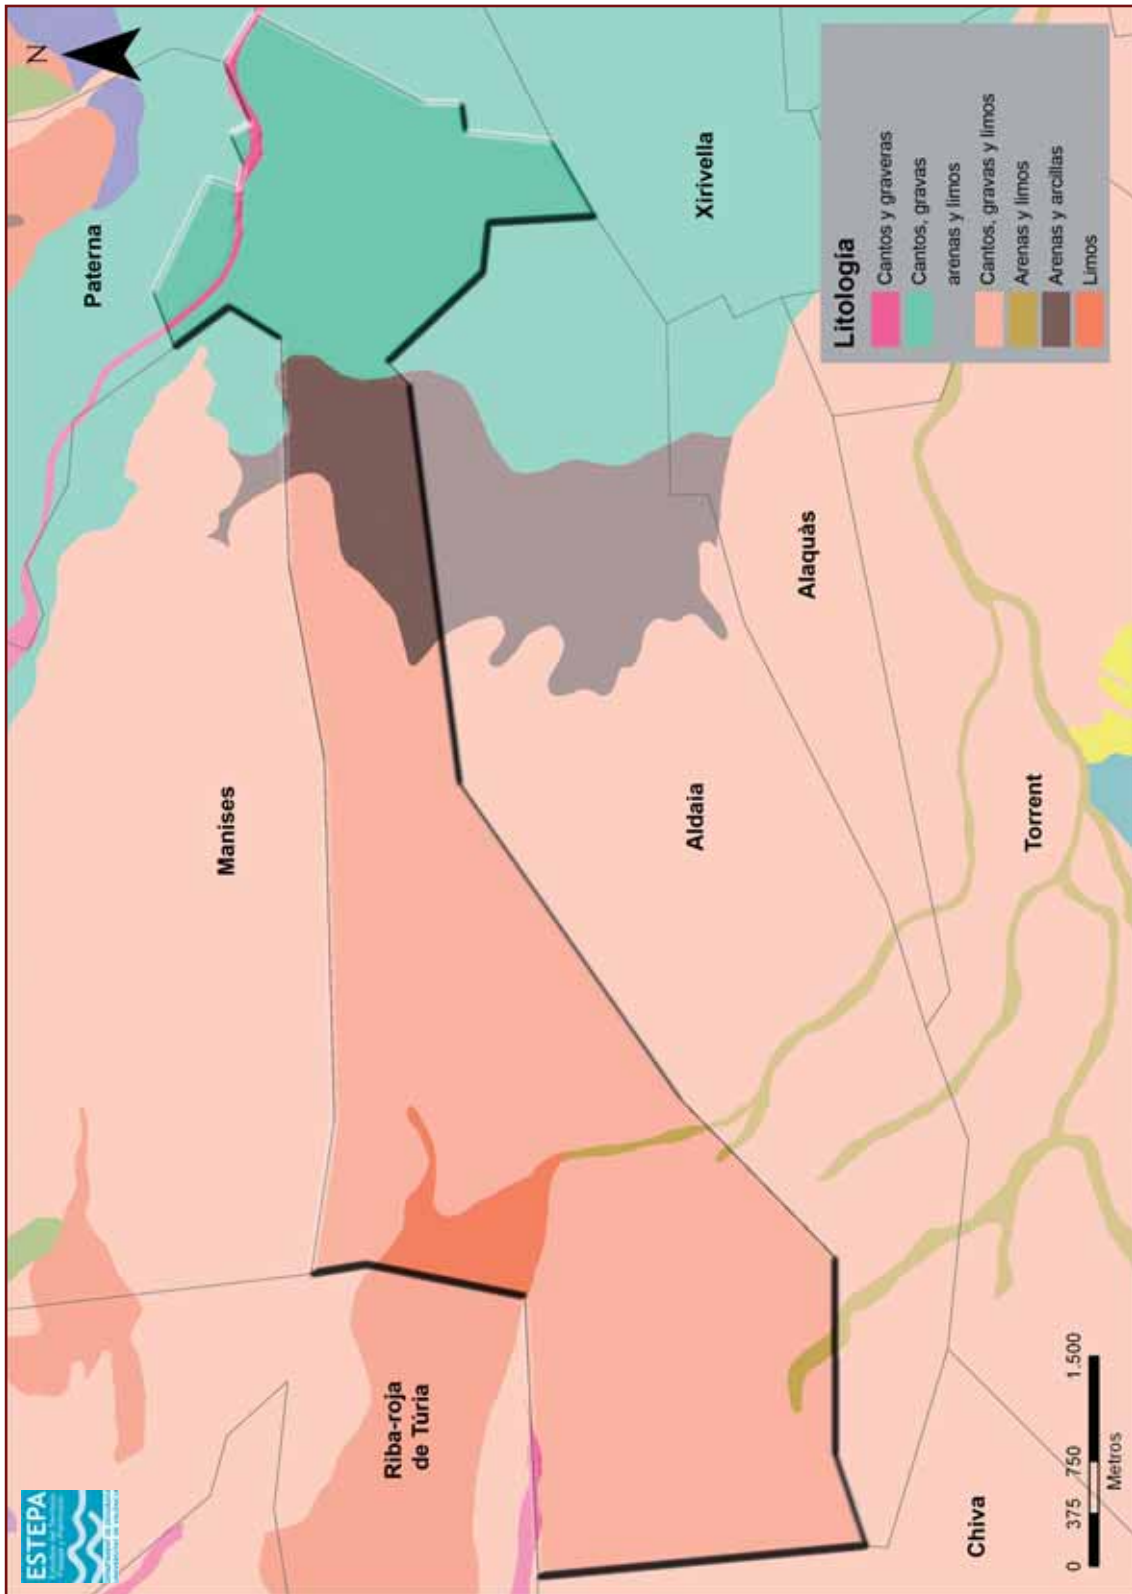 N
Paterna
Manises
Xirivella
Riba-roja
de Túria
Aldaia
Alaquàs
Torrent
Chiva
Litología
Cantos y graveras
Cantos, gravas
arenas y limos
Cantos, gravas y limos
Arenas y limos
Arenas y arcillas
Limos
0 375 750 1.500
Metros
ESTEPA